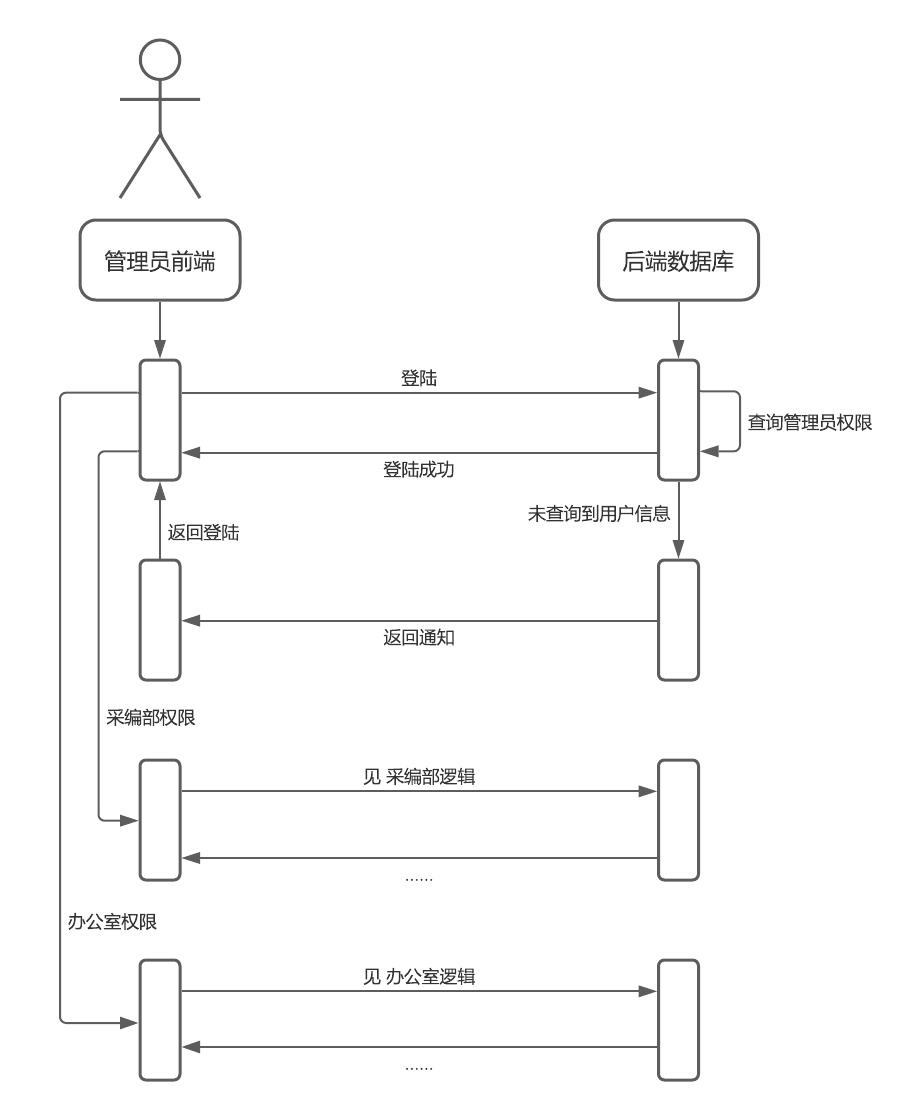 管理员前端
后端数据库
登陆
查询管理员权限
登陆成功
未查询到用户信息
返回登陆
返回通知
采编部权限
见 采编部逻辑
......
办公室权限
见 办公室逻辑
......